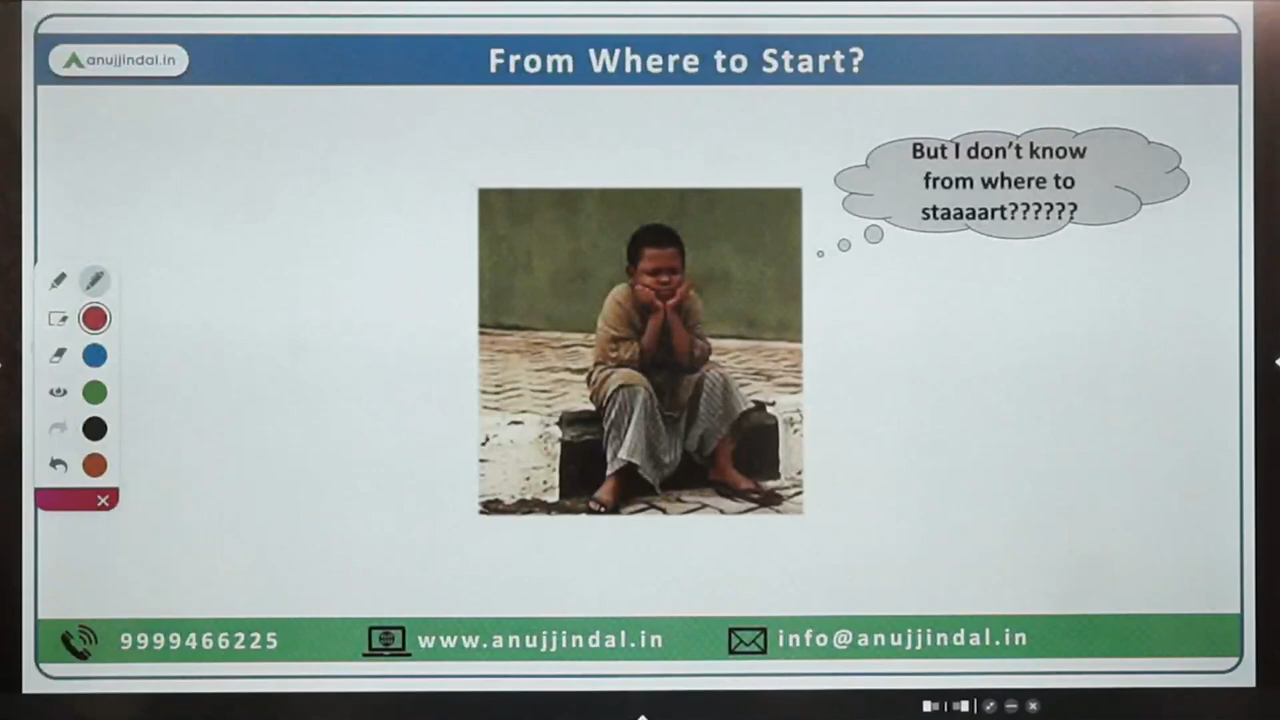 anujjindal.in
From Where to Start?
But I don't know
from where to
staaaart??????
9999466225
www.anujjindal.in
info@anujjindal.in